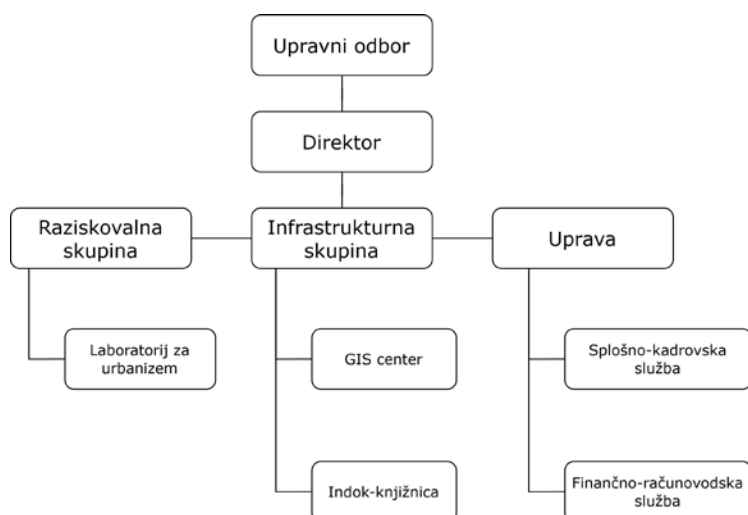 Upravni odbor
Direktor
Raziskovalna
skupina
Infrastrukturna
skupina
Uprava
Laboratorij za
urbanizem
GIS center
Splošno-kadrovska
služba
Indok-knjižnica
Finančno-računovodska
služba